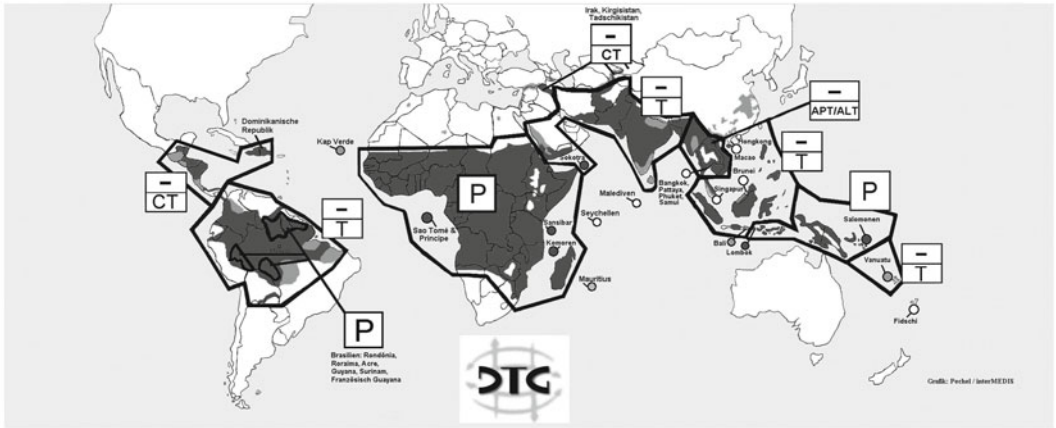 Irak, Kirgisistan,
Tadschikistan
–
CT
–
T
–
APT/ALT
Dominikanische
Republik
Kap Verde
Hongkong
Macao
Sokotra
Brunei
–
T
–
CT
P
Bangkok,
Pattaya,
Phuket,
Samui
Singapur
P
Malediven
–
T
Sao Tomé &
Principe
Seychellen
Sansibar
Salomonen
Komoren
Bali
Lombok
–
T
Vanuatu
Mauritius
Fidschi
P
Brasilien: Rondônia,
Roraima, Acre,
Guyana, Surinam,
Französisch Guayana
DTG
Grafik: Pechel / interMEDIS